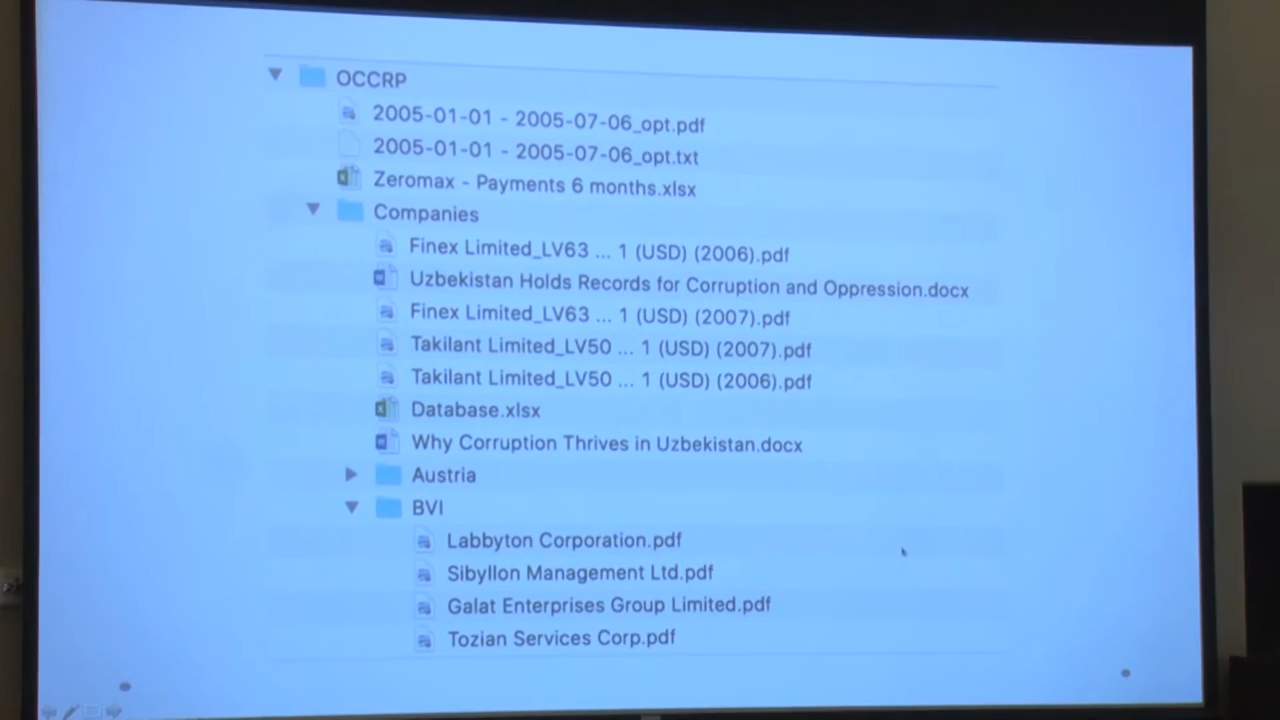 OCCRP
2005-01-01 - 2005-07-06_opt.pdf
2005-01-01 - 2005-07-06_opt.txt
Zeromax - Payments 6 months.xlsx
Companies
Finex Limited_LV63 ... 1 (USD) (2006).pdf
Uzbekistan Holds Records for Corruption and Oppression.docx
Finex Limited_LV63 ... 1 (USD) (2007).pdf
Takilant Limited_LV50 ... 1 (USD) (2007).pdf
Takilant Limited_LV50 ... 1 (USD) (2006).pdf
Database.xlsx
Why Corruption Thrives in Uzbekistan.docx
Austria
BVI
Labbyton Corporation.pdf
Sibyllon Management Ltd.pdf
Galat Enterprises Group Limited.pdf
Tozian Services Corp.pdf